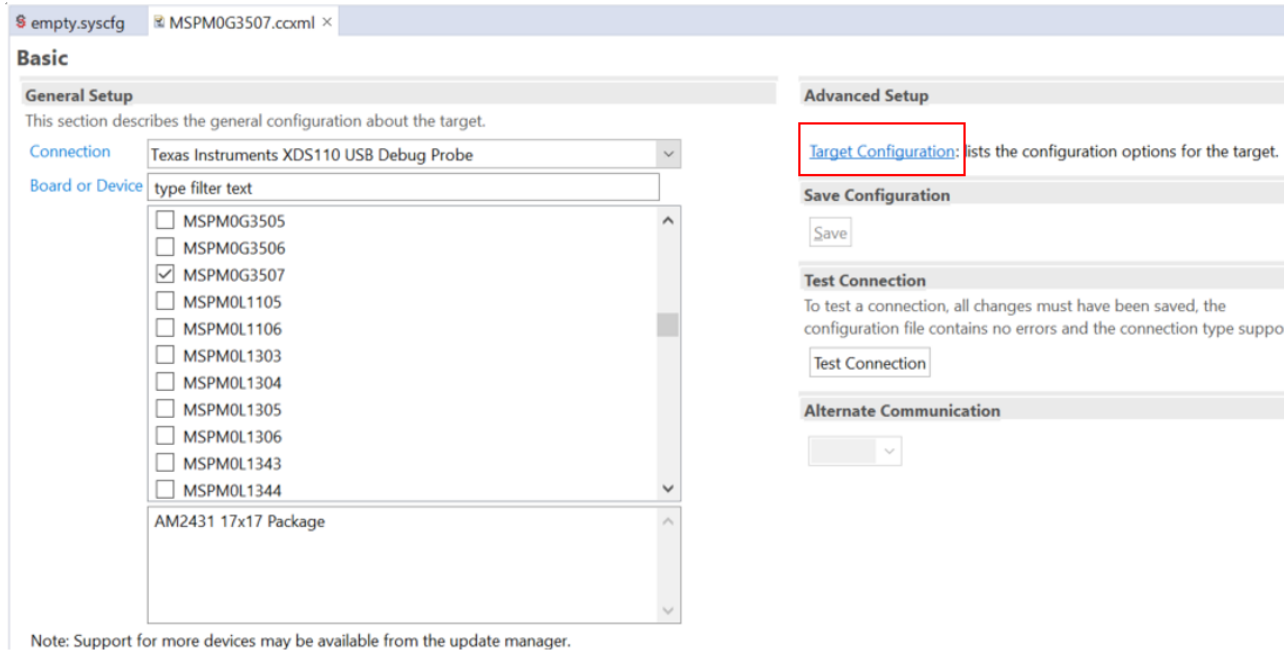 empty.syscfg
MSPM0G3507.ccxml
Basic
General Setup
This section describes the general configuration about the target.
Connection
Texas Instruments XDS110 USB Debug Probe
Board or Device
type filter text
MSPM0G3505
MSPM0G3506
MSPM0G3507
MSPM0L1105
MSPM0L1106
MSPM0L1303
MSPM0L1304
MSPM0L1305
MSPM0L1306
MSPM0L1343
MSPM0L1344
AM2431 17x17 Package
Note: Support for more devices may be available from the update manager.
Advanced Setup
Target Configuration: lists the configuration options for the target.
Save Configuration
Save
Test Connection
To test a connection, all changes must have been saved, the
configuration file contains no errors and the connection type suppo
Test Connection
Alternate Communication